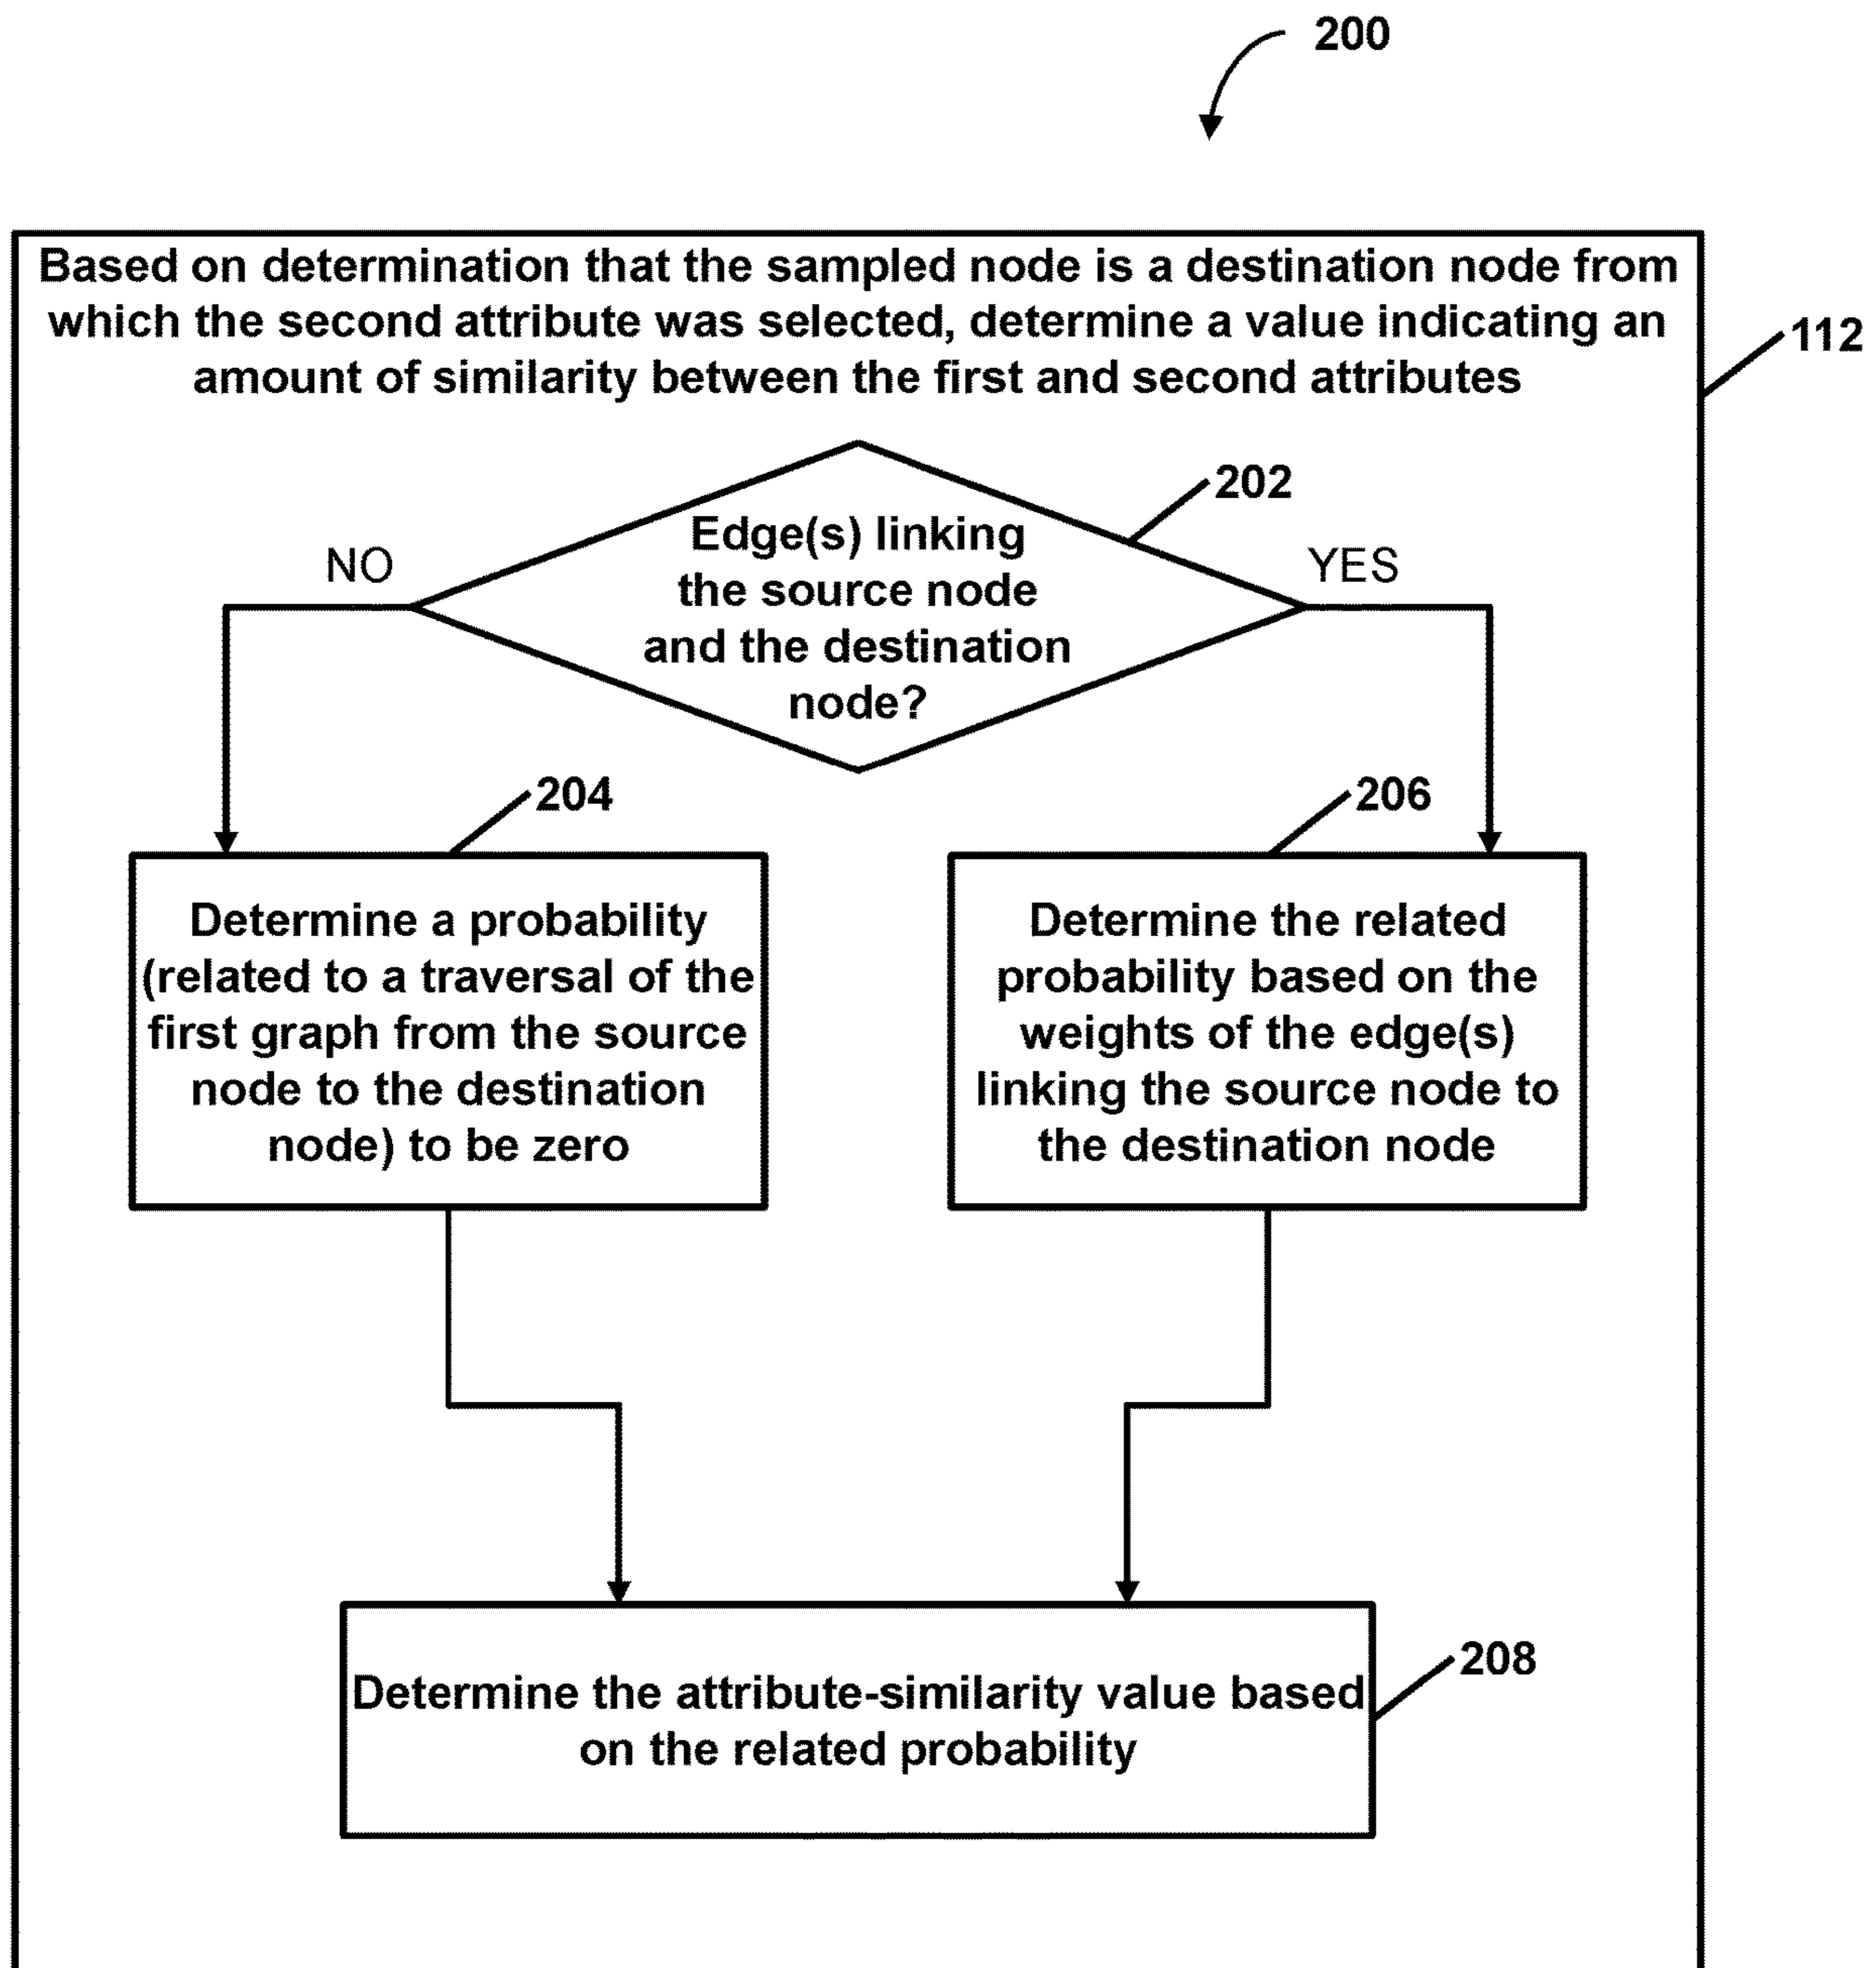 200
Based on determination that the sampled node is a destination node from
which the second attribute was selected, determine a value indicating an
amount of similarity between the first and second attributes
112
202
Edge(s) linking
the source node
and the destination
node?
NO
YES
204
206
Determine a probability
(related to a traversal of the
first graph from the source
node to the destination
node) to be zero
Determine the related
probability based on the
weights of the edge(s)
linking the source node to
the destination node
208
Determine the attribute-similarity value based
on the related probability